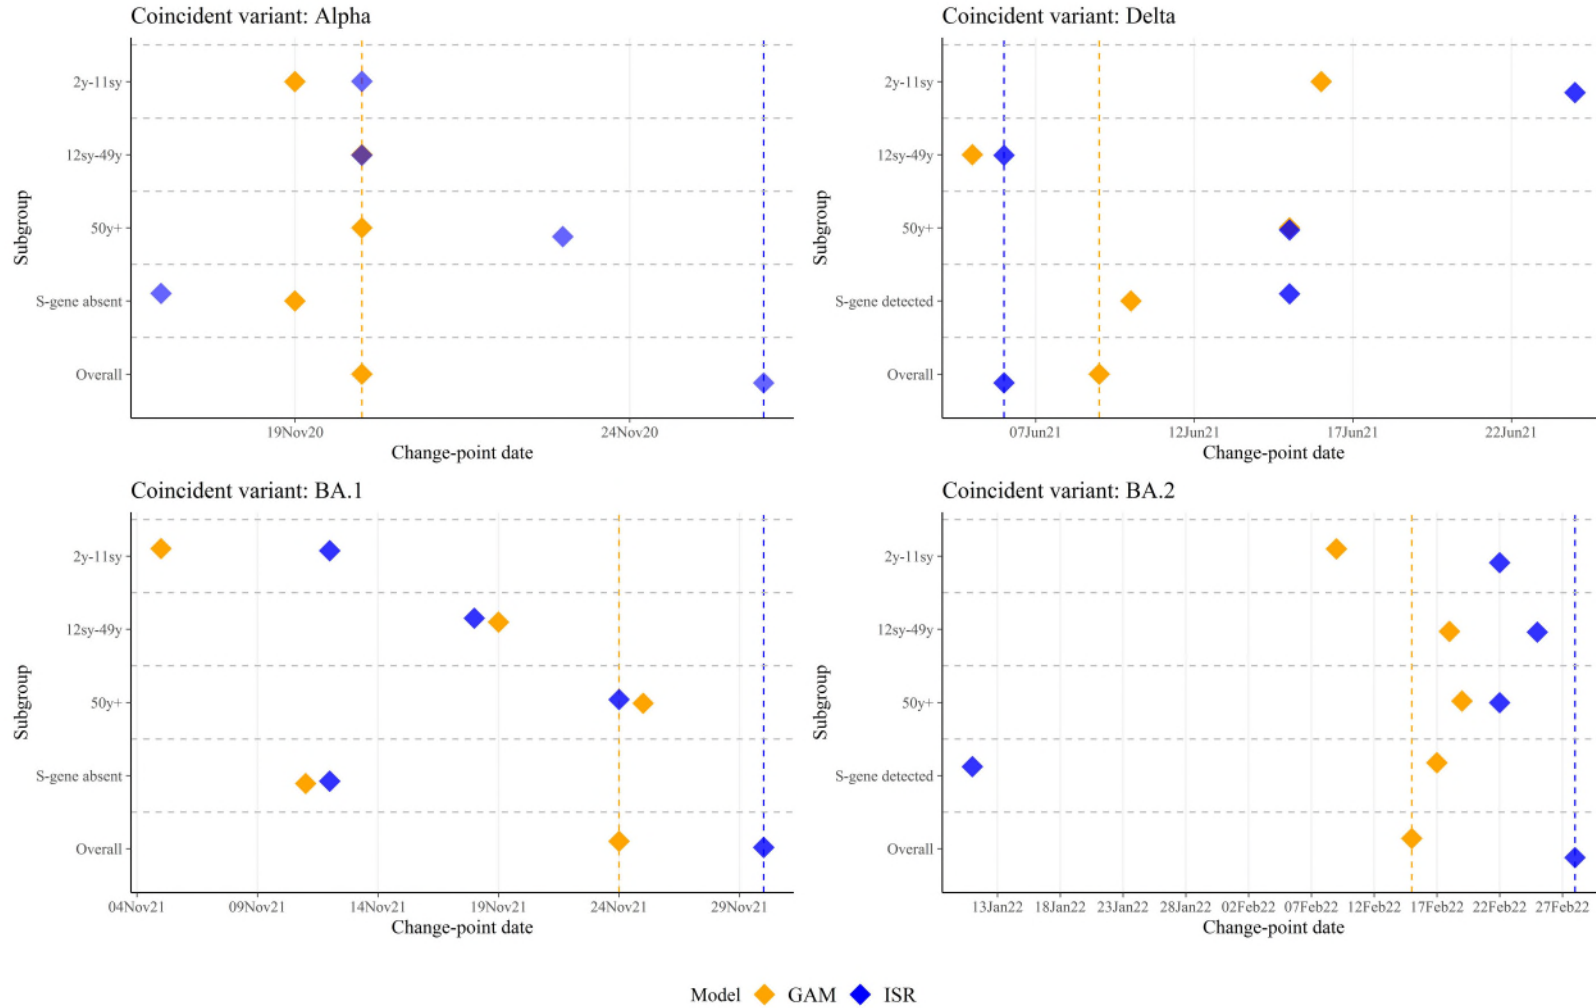 Coincident variant: Alpha
Subgroup
2y-11sy
12sy-49y
50y+
S-gene absent
Overall
19Nov20 24Nov20
Change-point date
Coincident variant: Delta
Subgroup
2y-11sy
12sy-49y
50y+
S-gene detected
Overall
07Jun21 12Jun21 17Jun21 22Jun21
Change-point date
Coincident variant: BA.1
Subgroup
2y-11sy
12sy-49y
50y+
S-gene absent
Overall
04Nov21 09Nov21 14Nov21 19Nov21 24Nov21 29Nov21
Change-point date
Coincident variant: BA.2
Subgroup
2y-11sy
12sy-49y
50y+
S-gene detected
Overall
13Jan22 18Jan22 23Jan22 28Jan22 02Feb22 07Feb22 12Feb22 17Feb22 22Feb22 27Feb22
Change-point date
Model GAM ISR